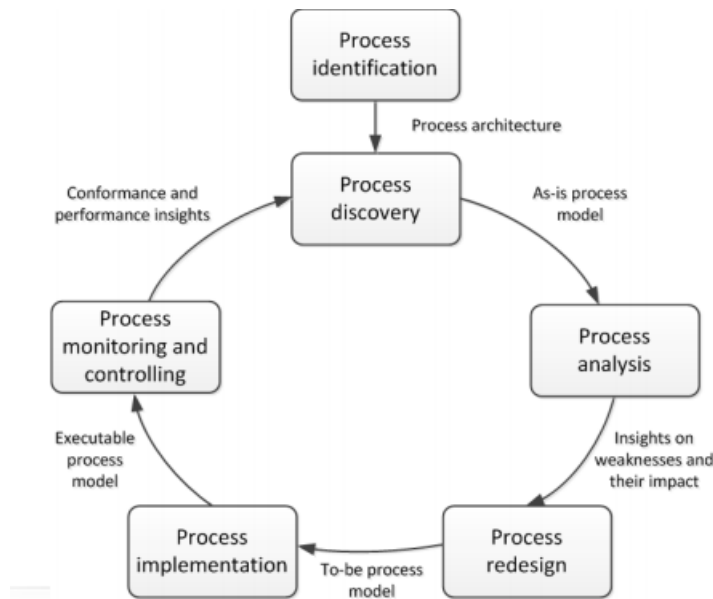 Process
identification
Process architecture
Process
discovery
As-is process
model
Process
analysis
Insights on
weaknesses and
their impact
Process
redesign
To-be process
model
Process
implementation
Executable
process
model
Process
monitoring and
controlling
Conformance and
performance insights